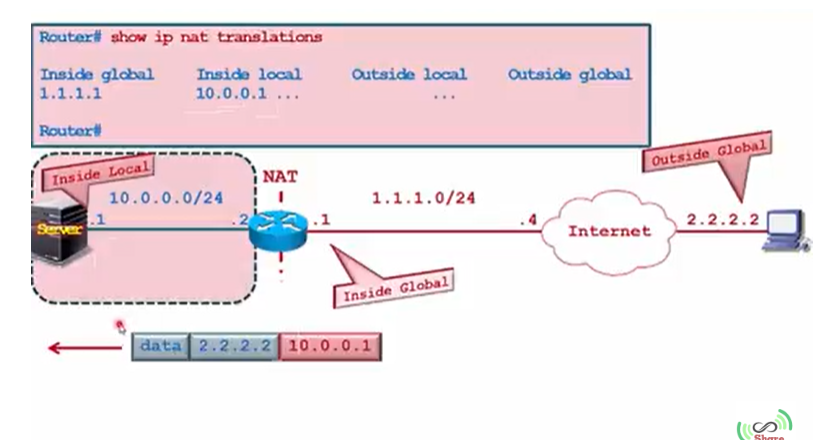 Router# show ip nat translations
Inside global Inside local Outside local Outside global
1.1.1.1 10.0.0.1 ... ...
Router#
Outside Global
Inside Local
NAT
10.0.0.0/24 1.1.1.0/24
Server .1 .2 .1 .4 Internet 2.2.2.2
Inside Global
data 2.2.2.2 10.0.0.1
Share